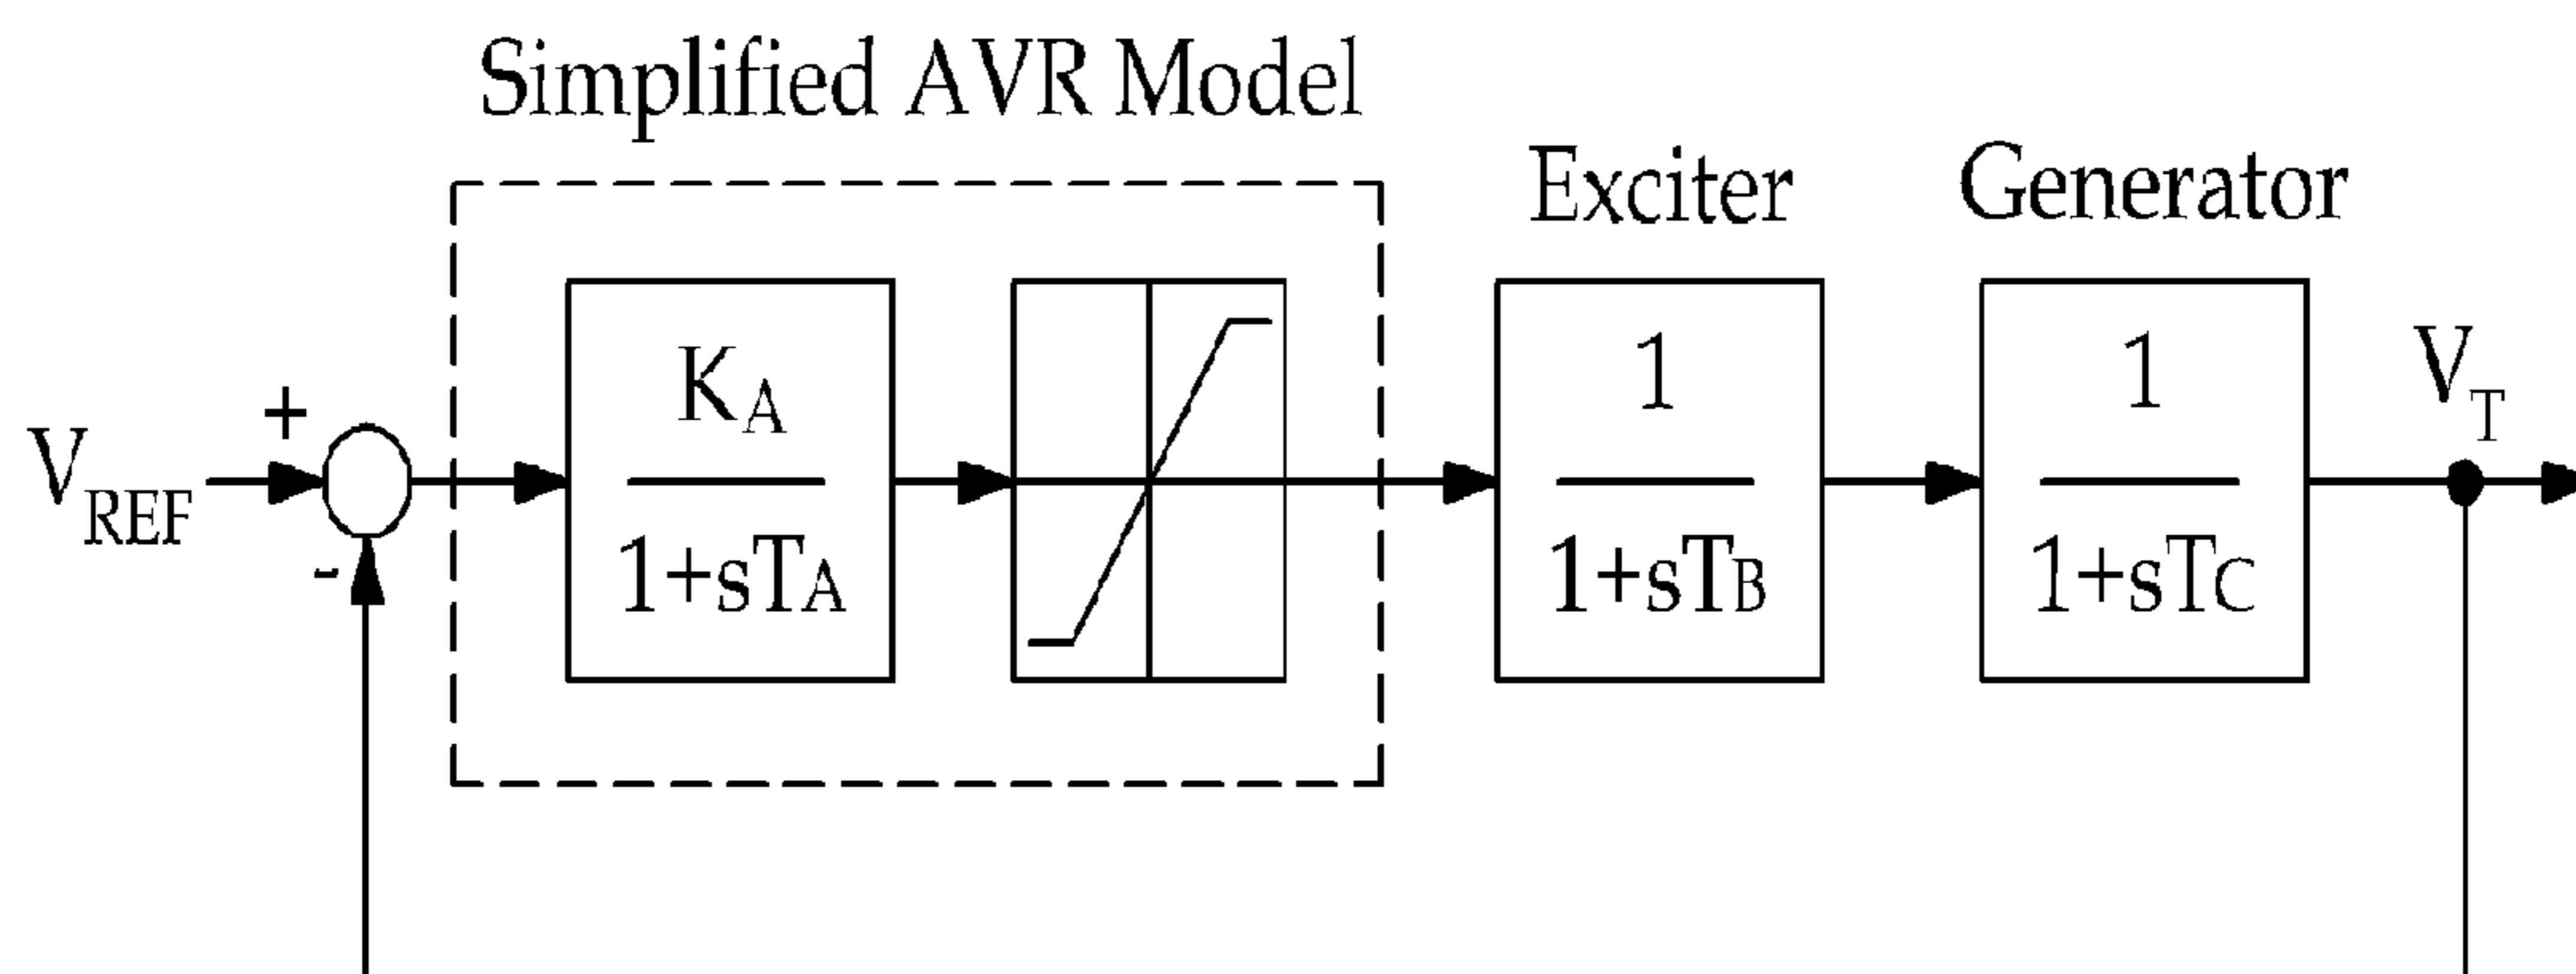 Simplified AVR Model
Exciter
Generator
V_REF
+
-
K_A
1+sT_A
1
1+sT_B
1
1+sT_C
V_T